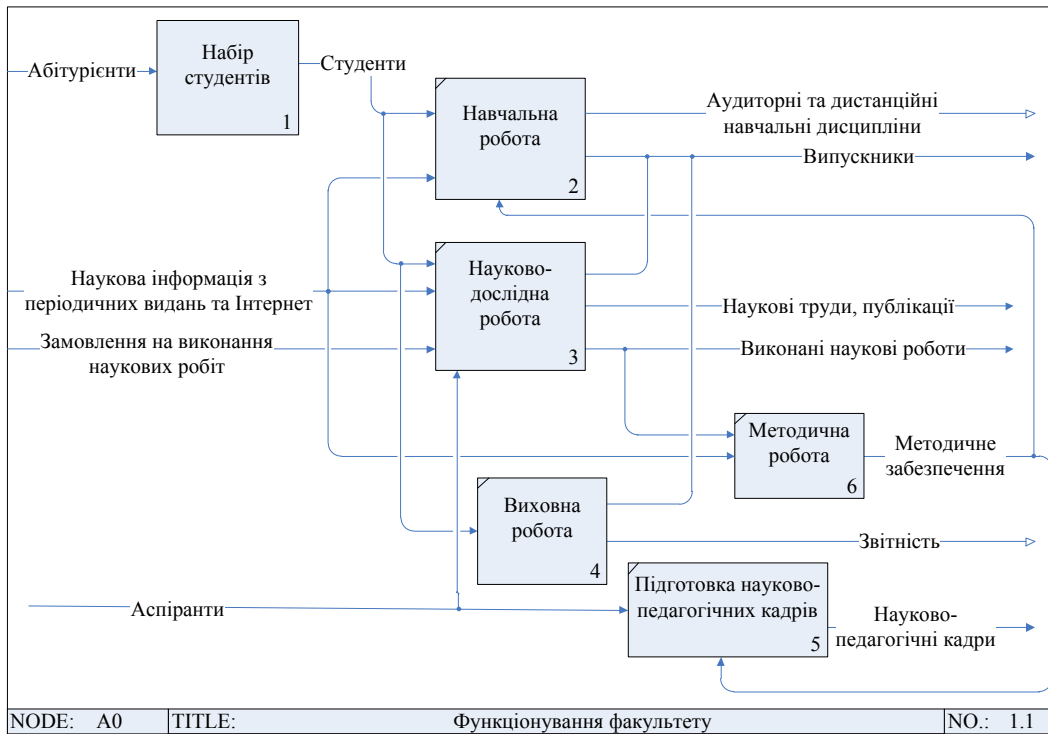 Абітурієнти
Набір
студентів
1
Студенти
Навчальна
робота
2
Аудиторні та дистанційні
навчальні дисципліни
Випускники
Наукова інформація з
періодичних видань та Інтернет
Замовлення на виконання
наукових робіт
Науково-
дослідна
робота
3
Наукові труди, публікації
Виконані наукові роботи
Методична
робота
6
Методичне
забезпечення
Виховна
робота
4
Звітність
Аспіранти
Підготовка науково-
педагогічних кадрів
5
Науково-
педагогічні кадри
NODE: A0 TITLE: Функціонування факультету NO.: 1.1